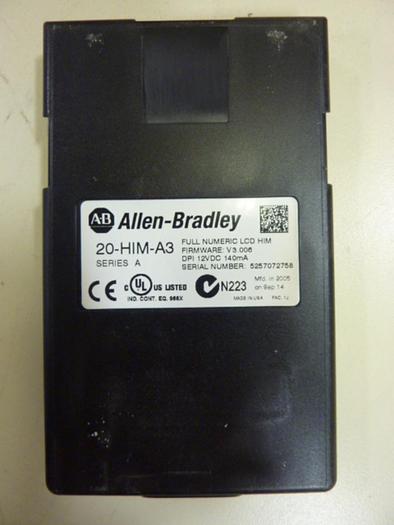 AB Allen-Bradley
20-HIM-A3
SERIES A
FULL NUMERIC LCD HIM
FIRMWARE: V3.006
DPI 12VDC 140mA
SERIAL NUMBER: 5257072758
Mfd. in 2005
on Sep 14
CE C UL US LISTED
IND. CONT. EQ. 966X
N223
MADE IN USA FAC. 1J